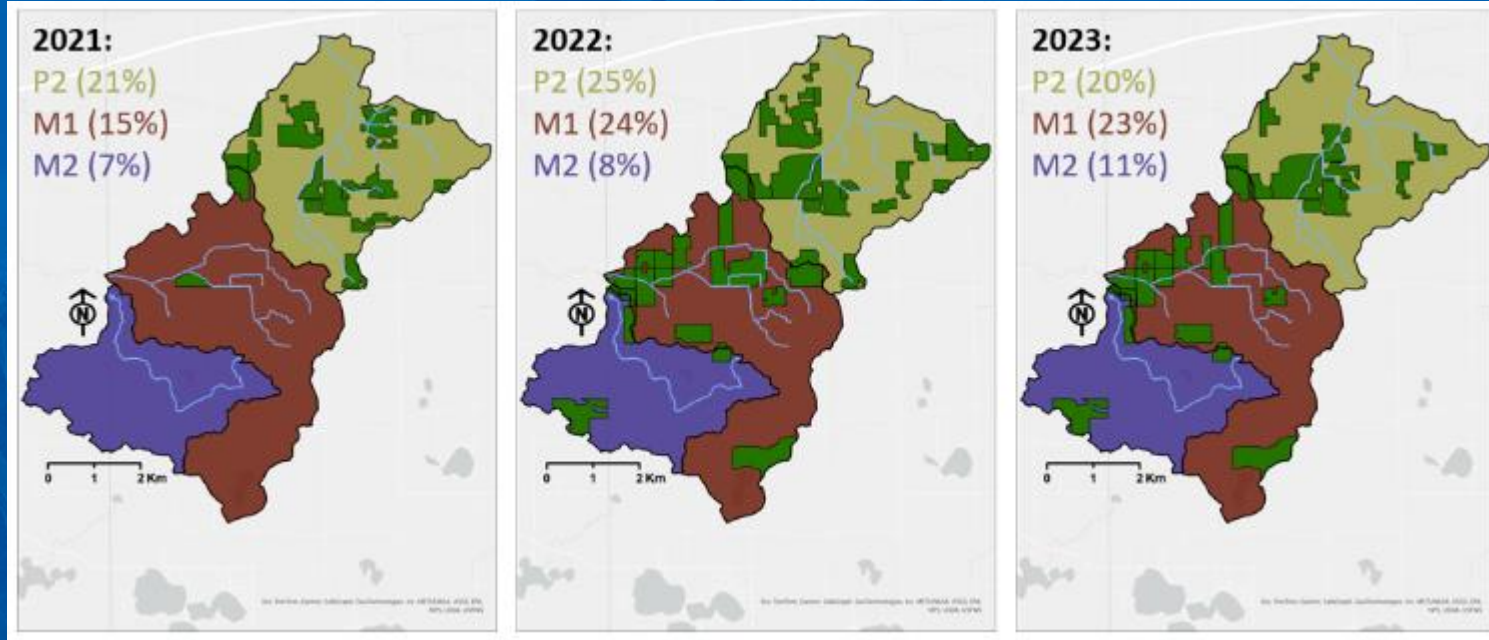 2021:
P2 (21%)
M1 (15%)
M2 (7%)
N
0 1 2 Km
2022:
P2 (25%)
M1 (24%)
M2 (8%)
N
0 1 2 Km
2023:
P2 (20%)
M1 (23%)
M2 (11%)
N
0 1 2 Km